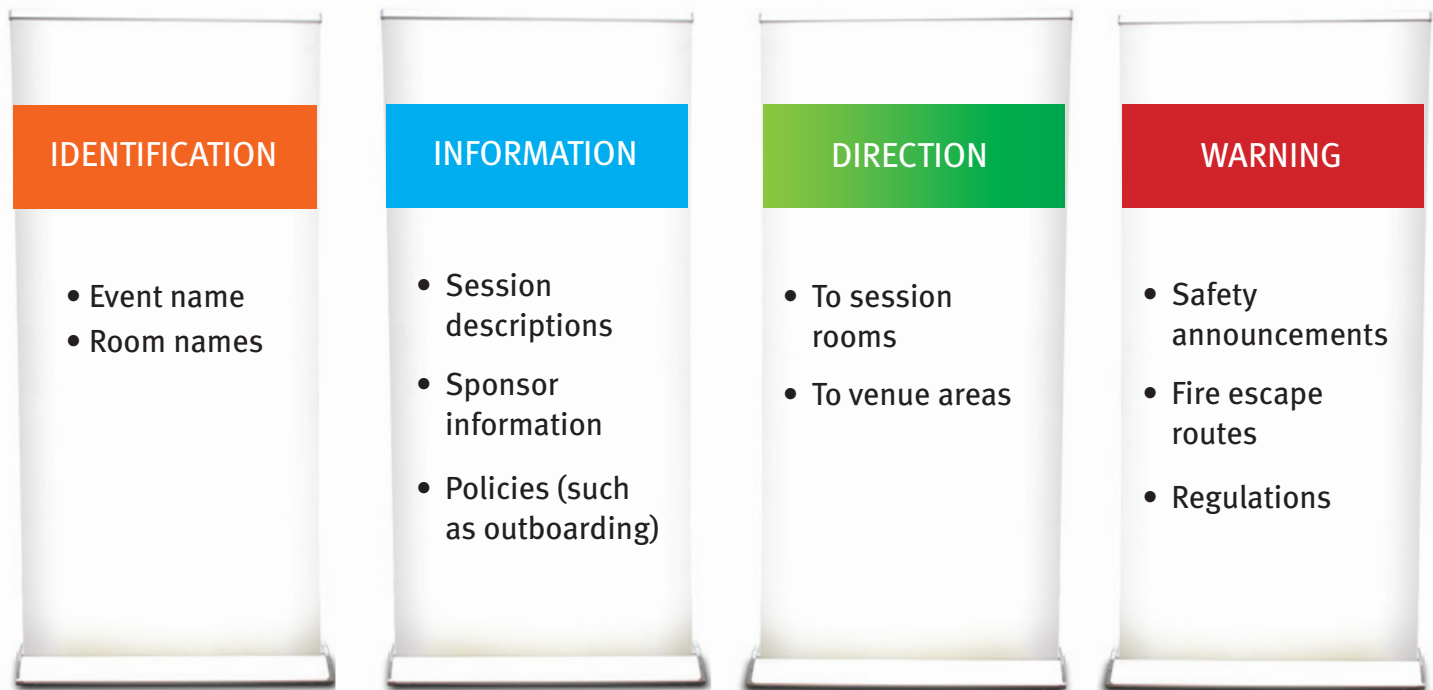 IDENTIFICATION
• Event name
• Room names
INFORMATION
• Session
descriptions
• Sponsor
information
• Policies (such
as outboarding)
DIRECTION
• To session
rooms
• To venue areas
WARNING
• Safety
announcements
• Fire escape
routes
• Regulations